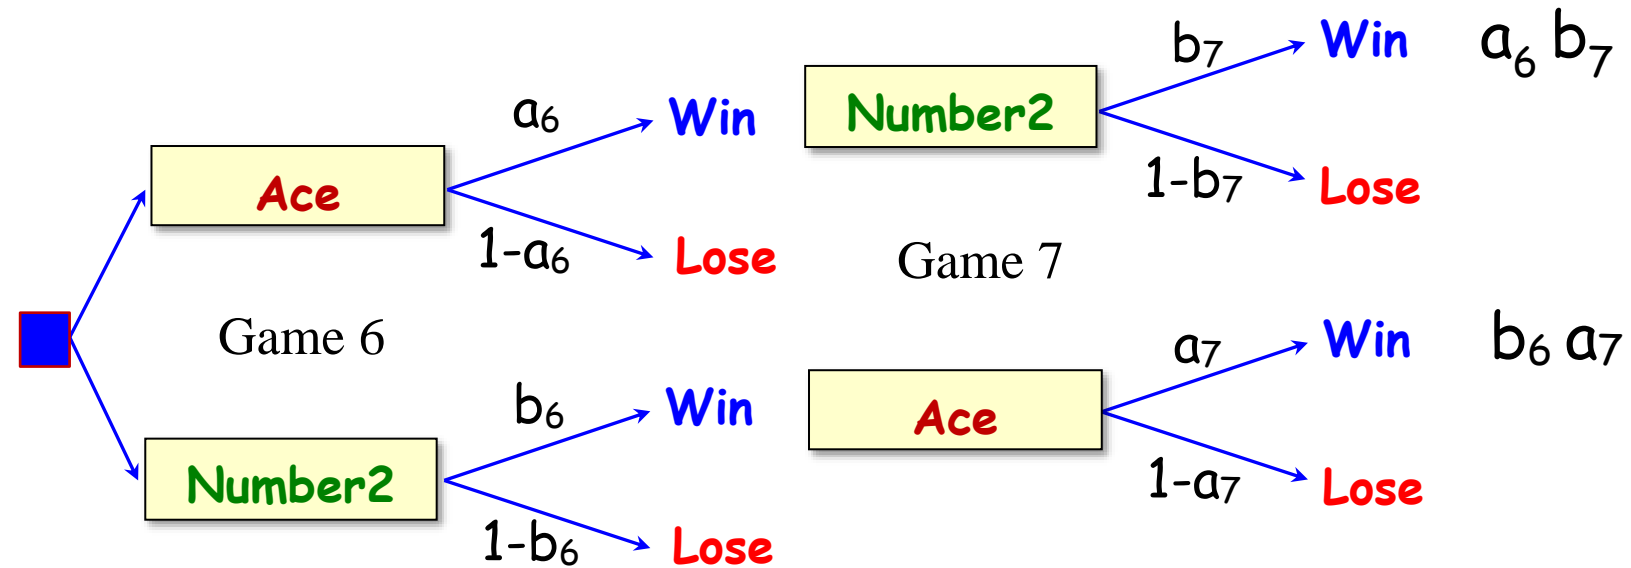 a₆
Win
Ace
1-a₆
Lose
Game 6
b₆
Win
Number2
1-b₆
Lose
b₇
Win
a₆ b₇
Number2
1-b₇
Lose
Game 7
a₇
Win
b₆ a₇
Ace
1-a₇
Lose